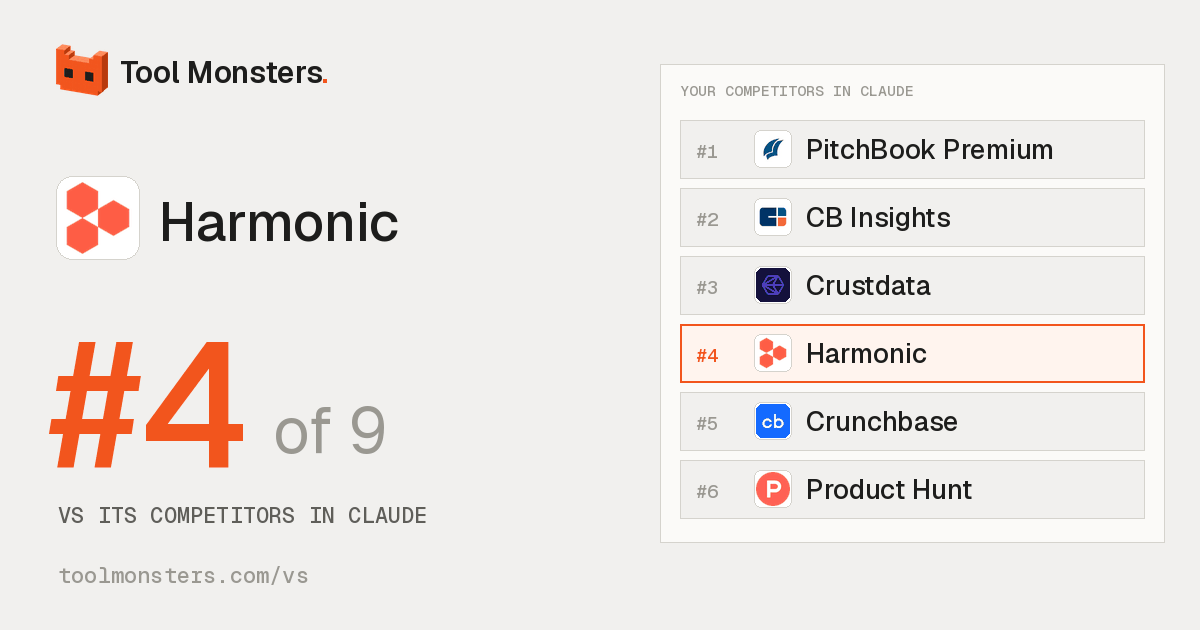 Tool Monsters.
Harmonic
#4 of 9
VS ITS COMPETITORS IN CLAUDE
toolmonsters.com/vs
YOUR COMPETITORS IN CLAUDE
#1 PitchBook Premium
#2 CB Insights
#3 Crustdata
#4 Harmonic
#5 cb Crunchbase
#6 P Product Hunt